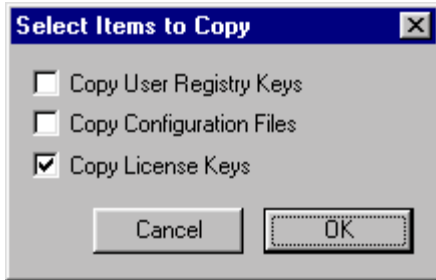 Select Items to Copy
Copy User Registry Keys
Copy Configuration Files
Copy License Keys
Cancel OK